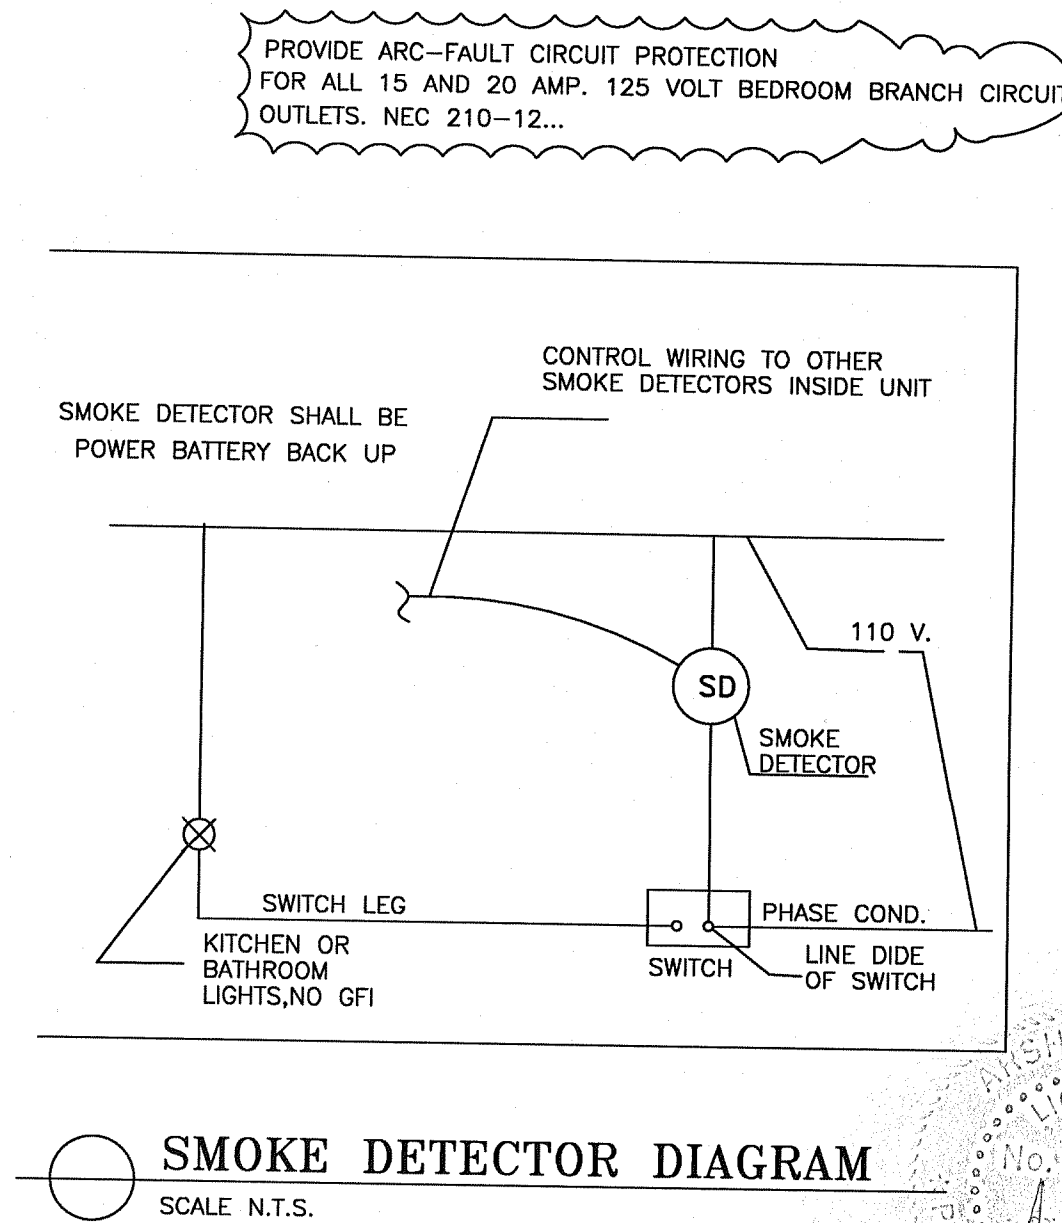 PROVIDE ARC-FAULT CIRCUIT PROTECTION
FOR ALL 15 AND 20 AMP. 125 VOLT BEDROOM BRANCH CIRCUIT
OUTLETS. NEC 210-12...
CONTROL WIRING TO OTHER
SMOKE DETECTORS INSIDE UNIT
SMOKE DETECTOR SHALL BE
POWER BATTERY BACK UP
110 V.
SD
SMOKE
DETECTOR
SWITCH LEG
PHASE COND.
KITCHEN OR
BATHROOM
LIGHTS,NO GFI
SWITCH
LINE DIDE
OF SWITCH
SMOKE DETECTOR DIAGRAM
SCALE N.T.S.
No.